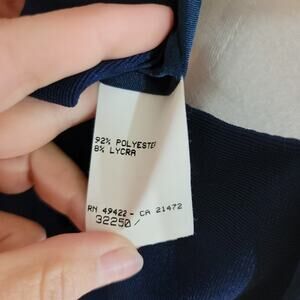 92% POLYESTER
8% LYCRA
RN 49422 - CA 21472
32250/